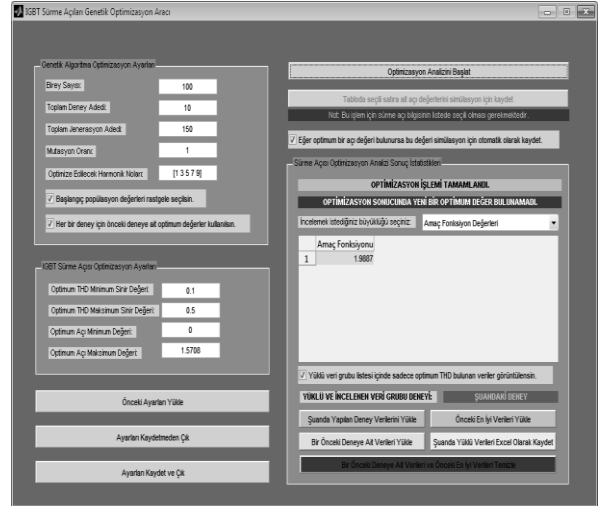 IGBT Sürme Açıları Genetik Optimizasyon Aracı
Genetik Algoritma Optimizasyon Ayarları
Birey Sayısı: 100
Toplam Deney Adedi: 10
Toplam Jenerasyon Adedi: 150
Mutasyon Oranı: 1
Optimize Edilecek Harmonik Noları: [1 3 5 7 9]
Başlangıç popülasyon değerleri rastgele seçilsin.
Her bir deney için önceki deneye ait optimum değerler kullanılsın.
IGBT Sürme Açısı Optimizasyon Ayarları
Optimum THD Minimum Sınır Değeri: 0.1
Optimum THD Maksimum Sınır Değeri: 0.5
Optimum Açı Minimum Değeri: 0
Optimum Açı Maksimum Değeri: 1.5708
Önceki Ayarları Yükle
Ayarları Kaydetmeden Çık
Ayarları Kaydet ve Çık
Optimizasyon Analizini Başlat
Tabloda seçili satıra ait açı değerlerini simülasyon için kaydet
Not: Bu işlem için sürme açı bilgisinin listede seçili olması gerekmektedir.
Eğer optimum bir açı değeri bulunursa bu değeri simülasyon için otomatik olarak kaydet.
Sürme Açısı Optimizasyon Analizi Sonuç İstatistikleri
OPTİMİZASYON İŞLEMİ TAMAMLANDI.
OPTİMİZASYON SONUCUNDA YENİ BİR OPTİMUM DEĞER BULUNAMADI.
İncelemek istediğiniz büyüklüğü seçiniz: Amaç Fonksiyon Değerleri
Amaç Fonksiyonu
1 1.9887
Yüklü veri grubu listesi içinde sadece optimum THD bulunan veriler görüntülensin.
YÜKLÜ VE İNCELENEN VERİ GRUBU DENEYİ: ŞUANDAKİ DENEY
Şuanda Yapılan Deney Verilerini Yükle
Önceki En İyi Verileri Yükle
Bir Önceki Deneye Ait Verileri Yükle
Şuanda Yüklü Verileri Excel Olarak Kaydet
Bir Önceki Deneye Ait Verileri ve Önceki En İyi Verileri Temizle